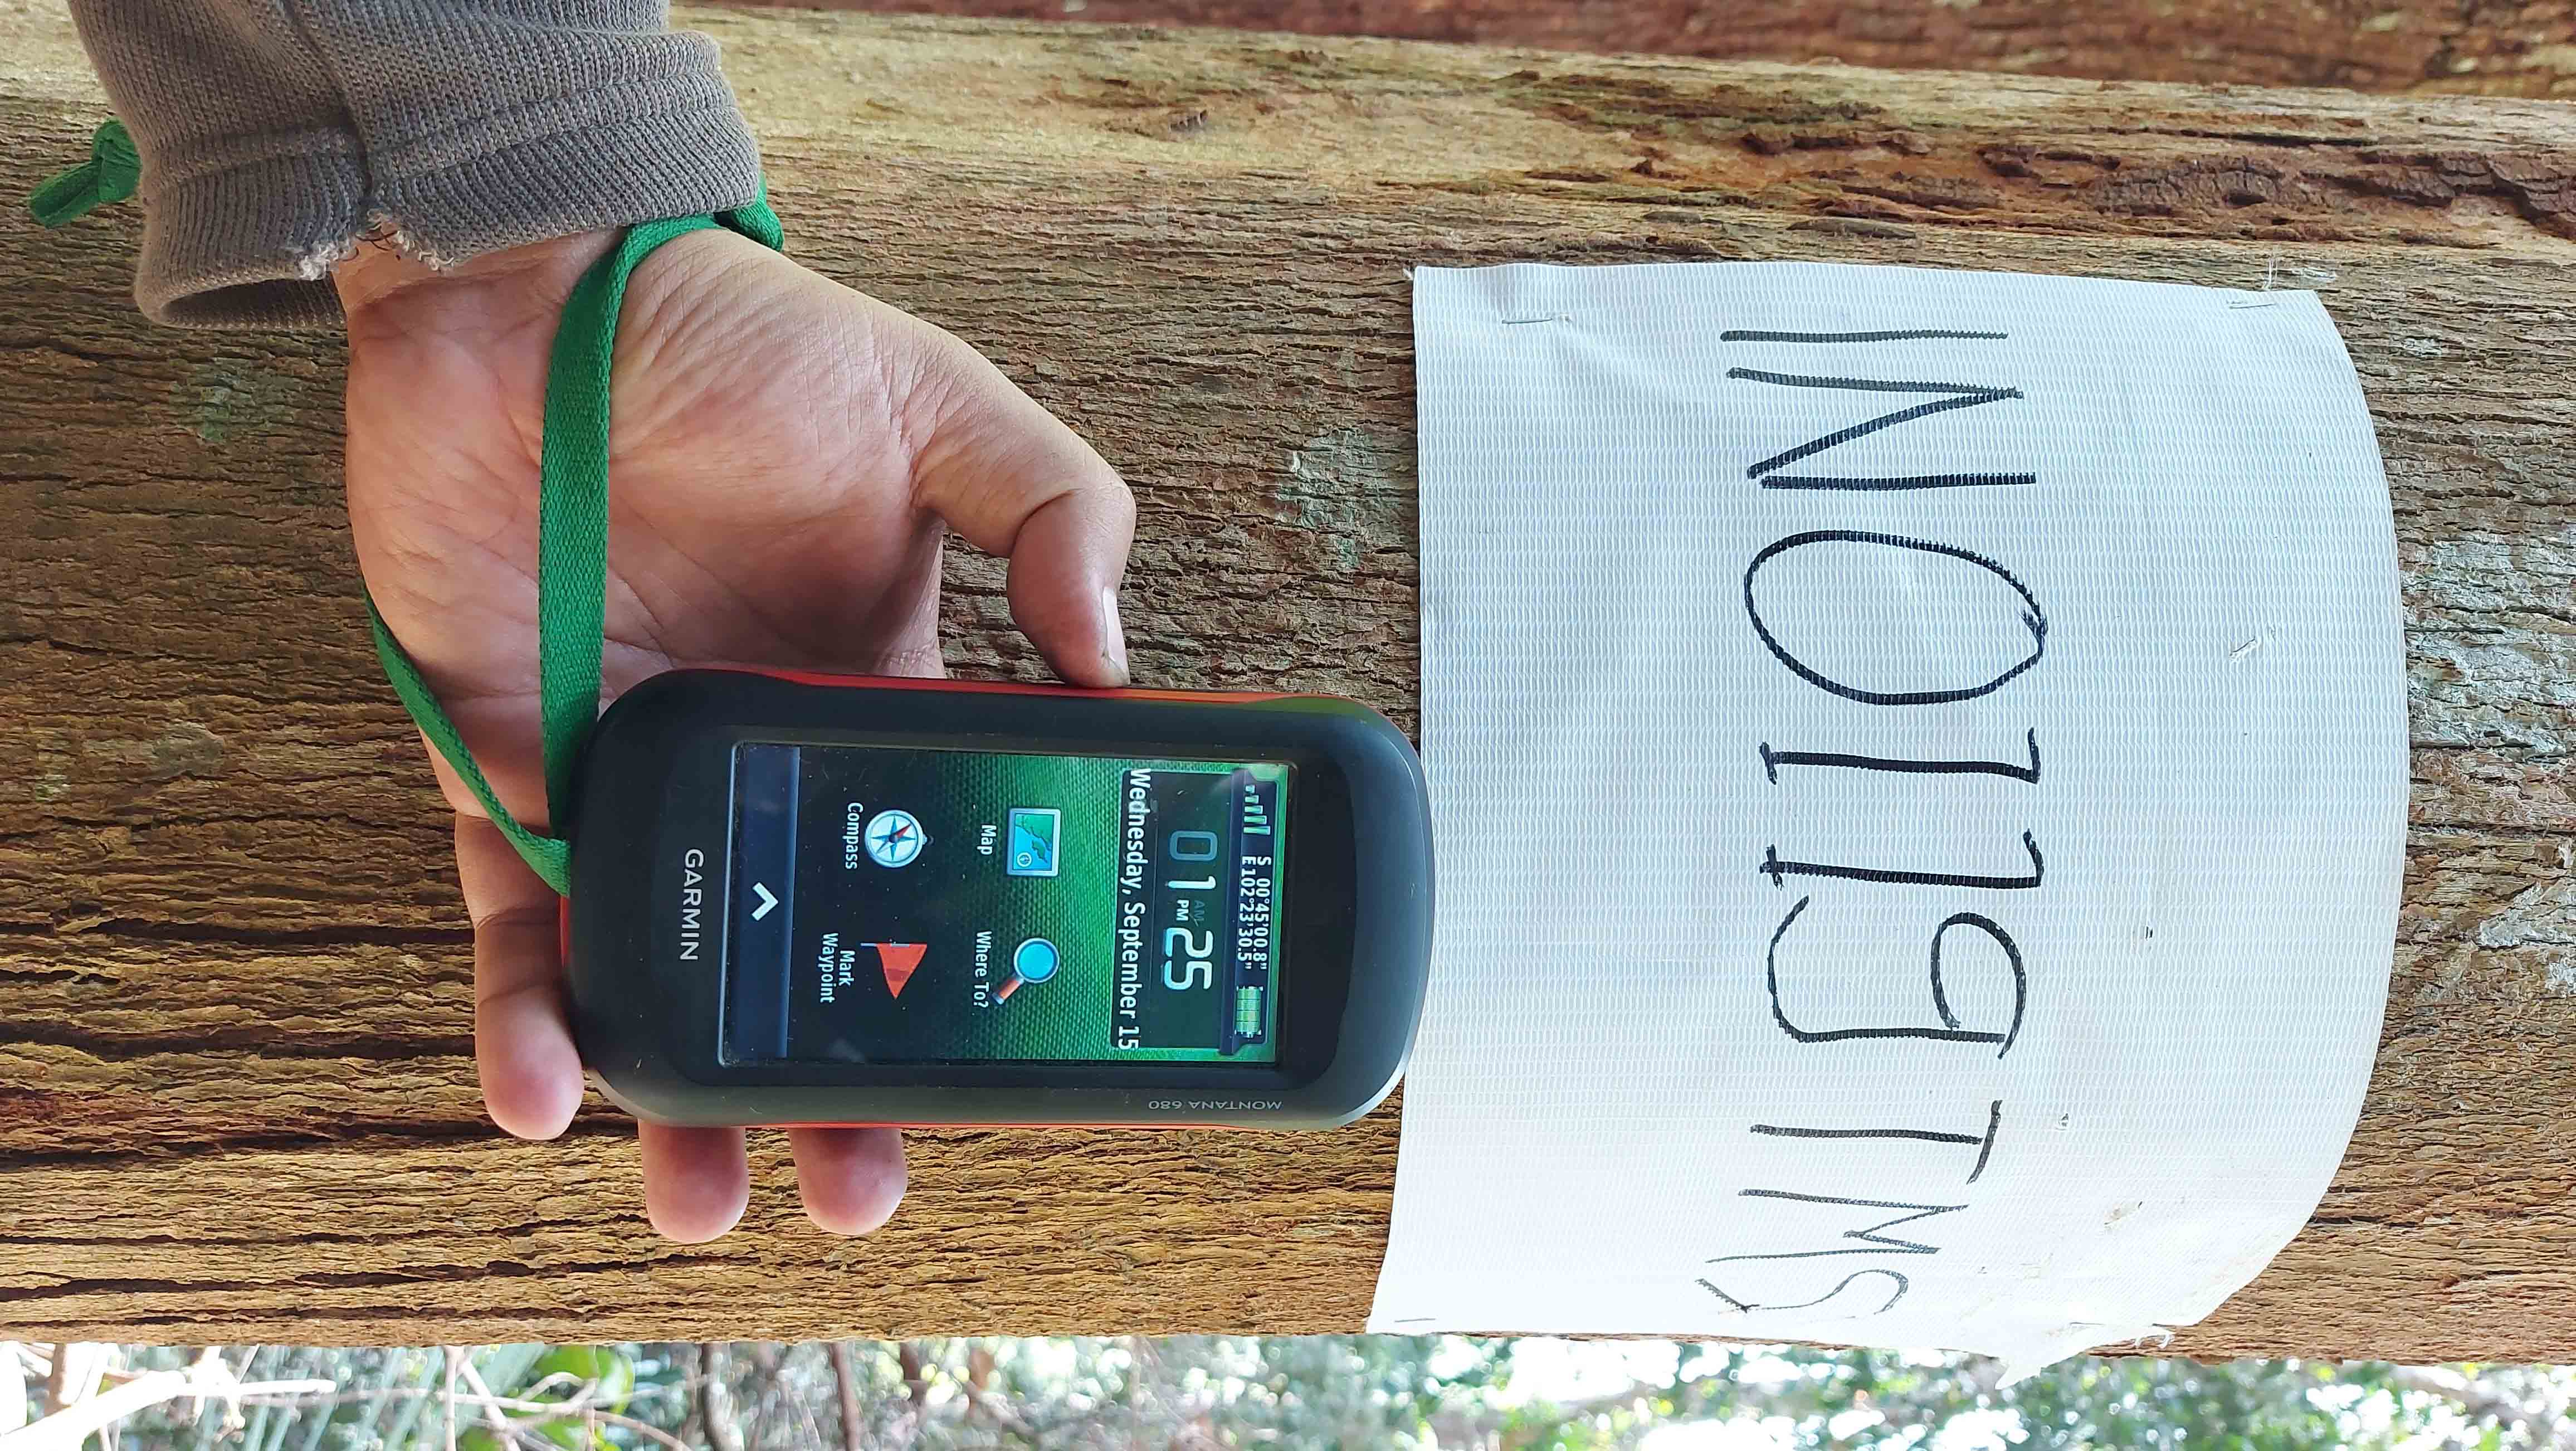 S 00°45'00.8"
E102°23'30.5"
01 AM PM 25
Wednesday, September 15
Map
Where To?
Compass
Mark
Waypoint
GARMIN
MONTANA 680
IN0119TMS